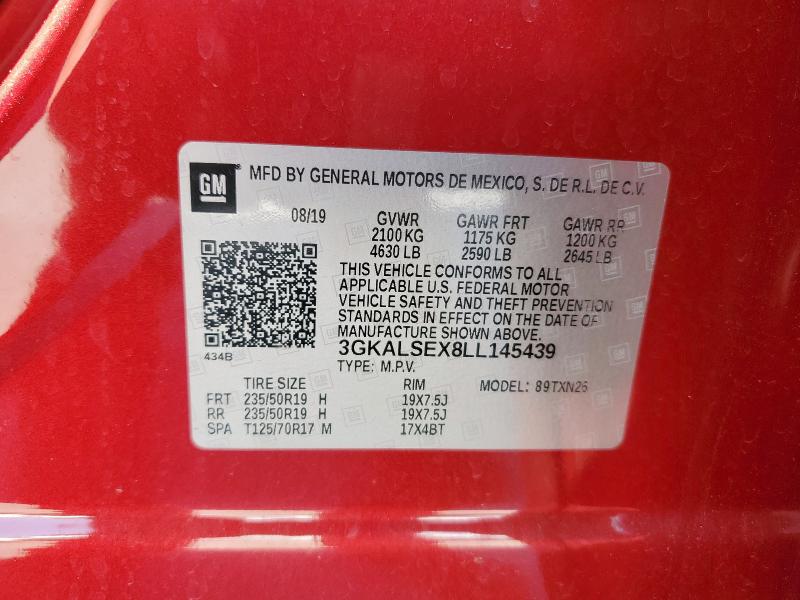 GM MFD BY GENERAL MOTORS DE MEXICO, S. DE R.L. DE C.V.
08/19 GVWR GAWR FRT GAWR RR
2100 KG 1175 KG 1200 KG
4630 LB 2590 LB 2645 LB
THIS VEHICLE CONFORMS TO ALL
APPLICABLE U.S. FEDERAL MOTOR
VEHICLE SAFETY AND THEFT PREVENTION
STANDARDS IN EFFECT ON THE DATE OF
MANUFACTURE SHOWN ABOVE.
434B 3GKALSEX8LL145439
TYPE: M.P.V.
TIRE SIZE RIM MODEL: 89TXN26
FRT 235/50R19 H 19X7.5J
RR 235/50R19 H 19X7.5J
SPA T125/70R17 M 17X4BT